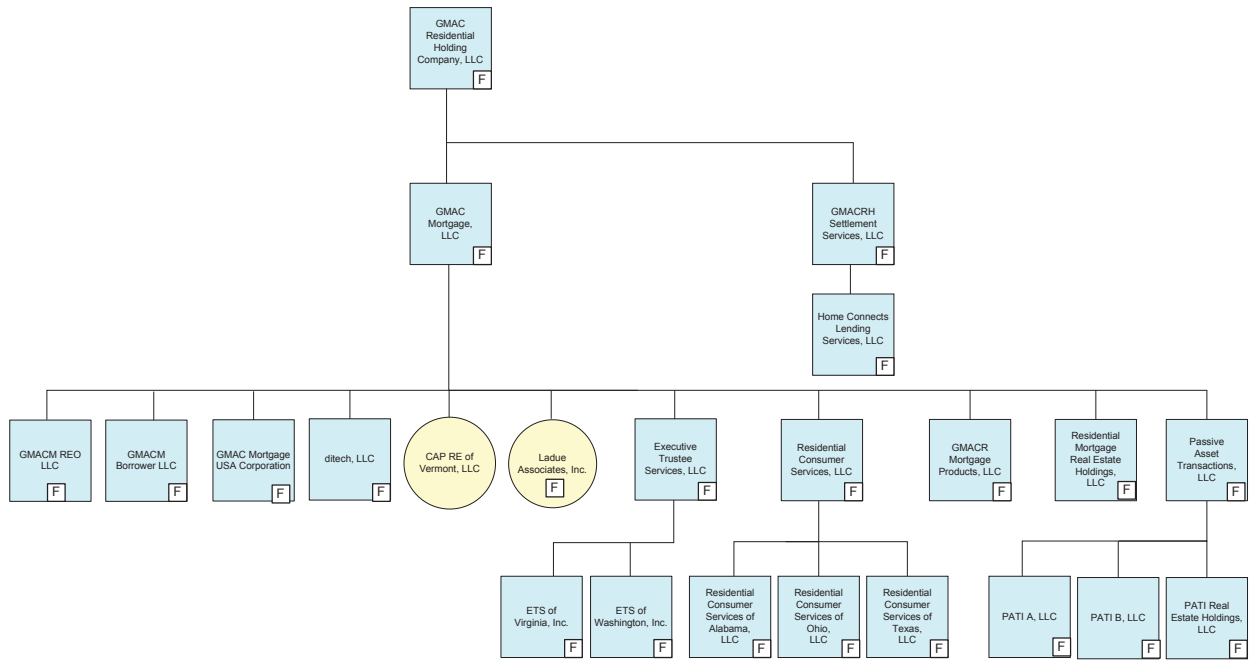 GMAC
Residential
Holding
Company, LLC
F
GMAC
Mortgage,
LLC
F
GMACRH
Settlement
Services, LLC
F
Home Connects
Lending
Services, LLC
F
GMACM REO
LLC
F
GMACM
Borrower LLC
F
GMAC Mortgage
USA Corporation
F
ditech, LLC
F
CAP RE of
Vermont, LLC
Ladue
Associates, Inc.
F
Executive
Trustee
Services, LLC
F
Residential
Consumer
Services, LLC
F
GMACR
Mortgage
Products, LLC
F
Residential
Mortgage
Real Estate
Holdings,
LLC
F
Passive
Asset
Transactions,
LLC
F
ETS of
Virginia, Inc.
F
ETS of
Washington, Inc.
F
Residential
Consumer
Services of
Alabama,
LLC
F
Residential
Consumer
Services of
Ohio,
LLC
F
Residential
Consumer
Services of
Texas,
LLC
F
PATI A, LLC
F
PATI B, LLC
F
PATI Real
Estate Holdings,
LLC
F